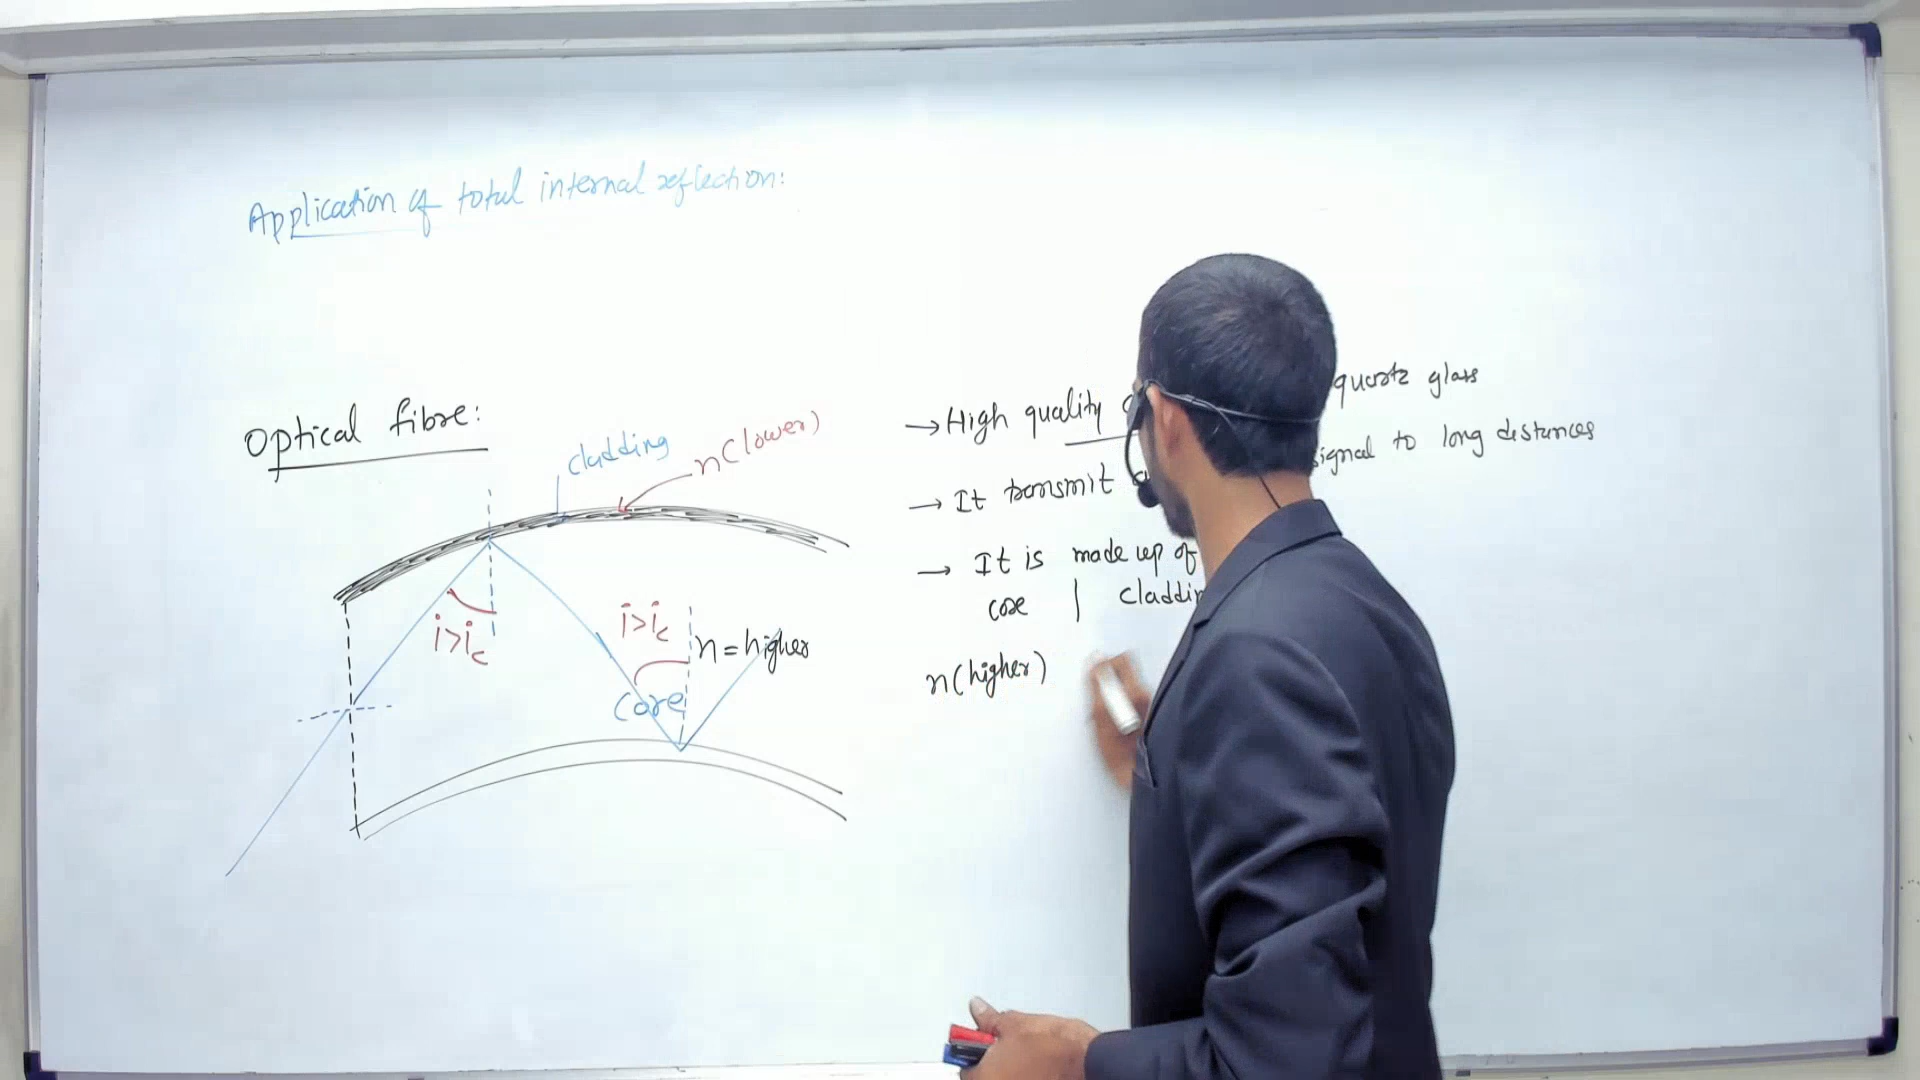 Application of total internal reflection:
Optical fibre:
cladding
n(lower)
i>ic
i>ic
n=higher
Core
→High quality quartz glass
→ It transmit signal to long distances
→ It is made up of
core | claddin
n(higher)